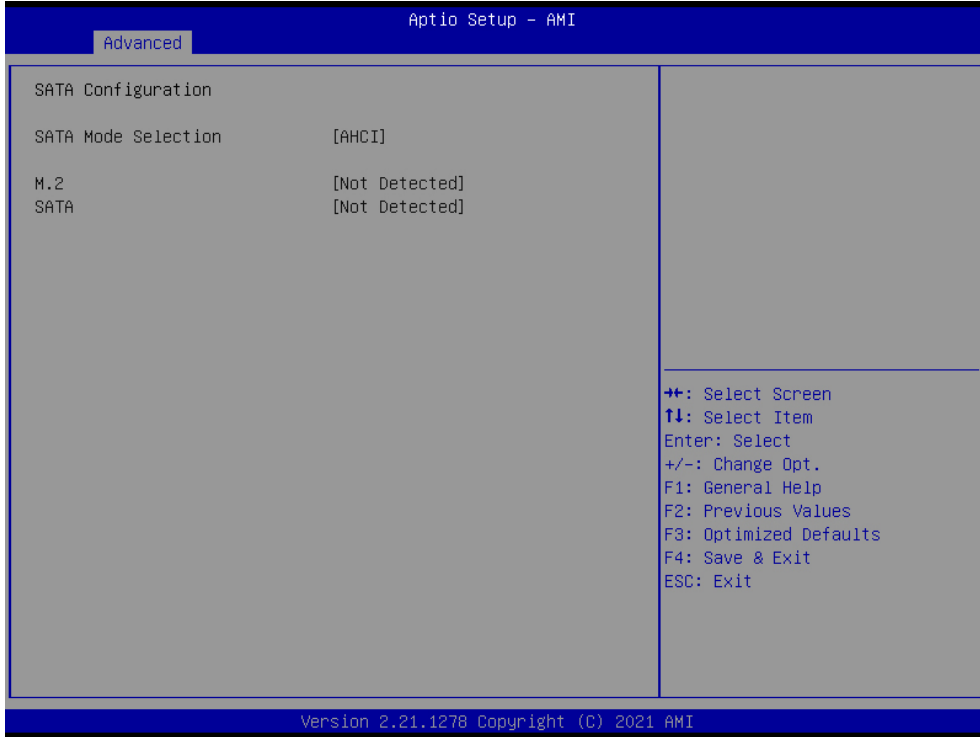 Aptio Setup – AMI
Advanced
SATA Configuration
SATA Mode Selection [AHCI]
M.2 [Not Detected]
SATA [Not Detected]
→←: Select Screen
↑↓: Select Item
Enter: Select
+/-: Change Opt.
F1: General Help
F2: Previous Values
F3: Optimized Defaults
F4: Save & Exit
ESC: Exit
Version 2.21.1278 Copyright (C) 2021 AMI